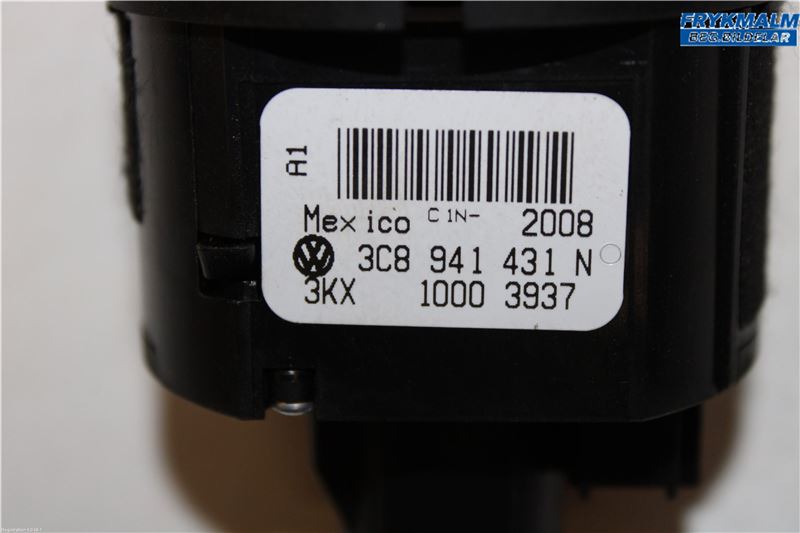 FRYKMALM
BEG.BILDELAR
A1
Mexico C 1N- 2008
3C8 941 431 N
3KX 1000 3937